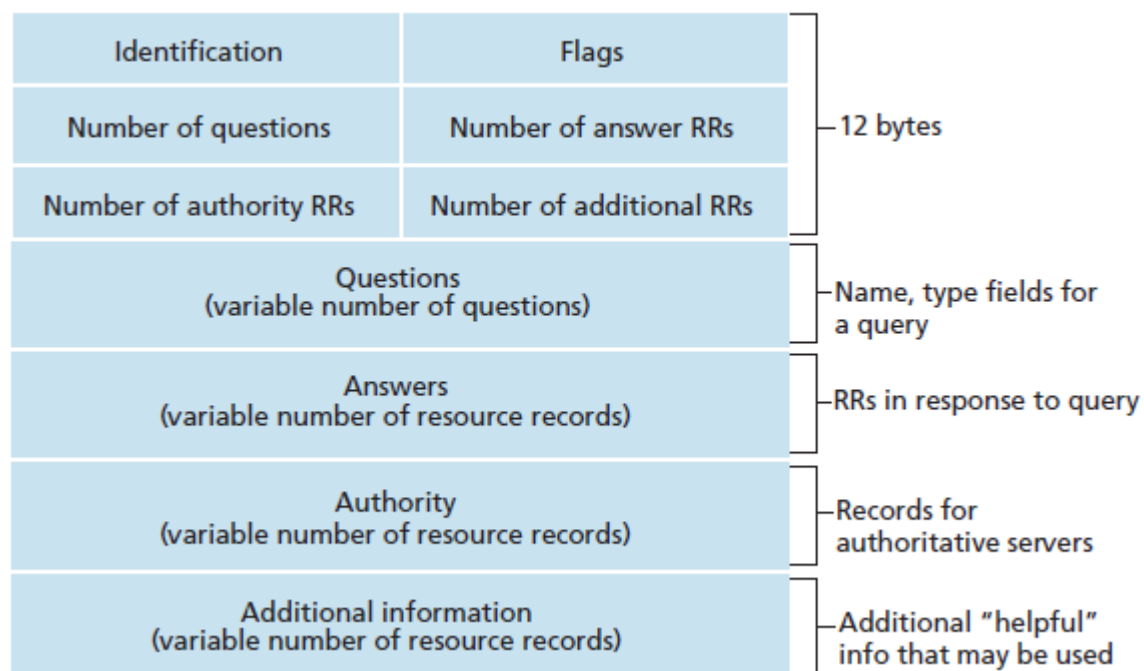 Identification
Flags
Number of questions
Number of answer RRs
12 bytes
Number of authority RRs
Number of additional RRs
Questions
(variable number of questions)
Name, type fields for
a query
Answers
(variable number of resource records)
RRs in response to query
Authority
(variable number of resource records)
Records for
authoritative servers
Additional information
(variable number of resource records)
Additional “helpful”
info that may be used